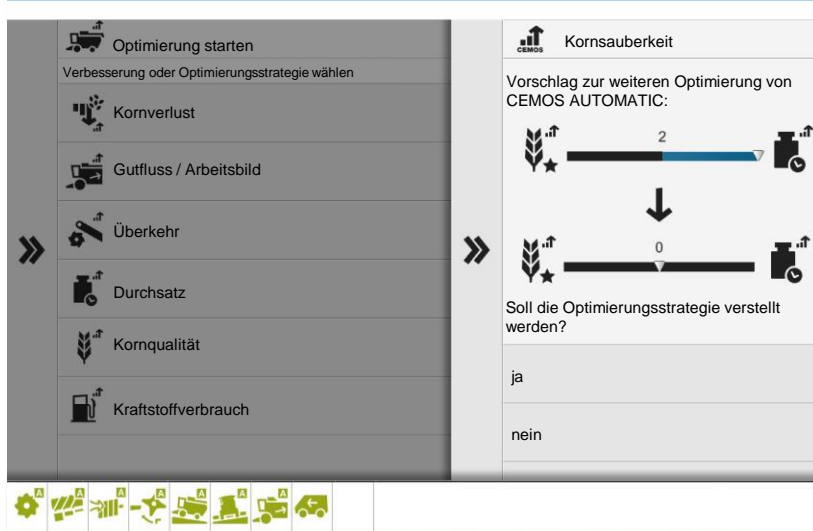 Optimierung starten
Verbesserung oder Optimierungsstrategie wählen
Kornverlust
Gutfluss / Arbeitsbild
Überkehr
Durchsatz
Kornqualität
Kraftstoffverbrauch
CEMOS
Kornsauberkeit
Vorschlag zur weiteren Optimierung von
CEMOS AUTOMATIC:
2
0
Soll die Optimierungsstrategie verstellt
werden?
ja
nein
A A A A A A A